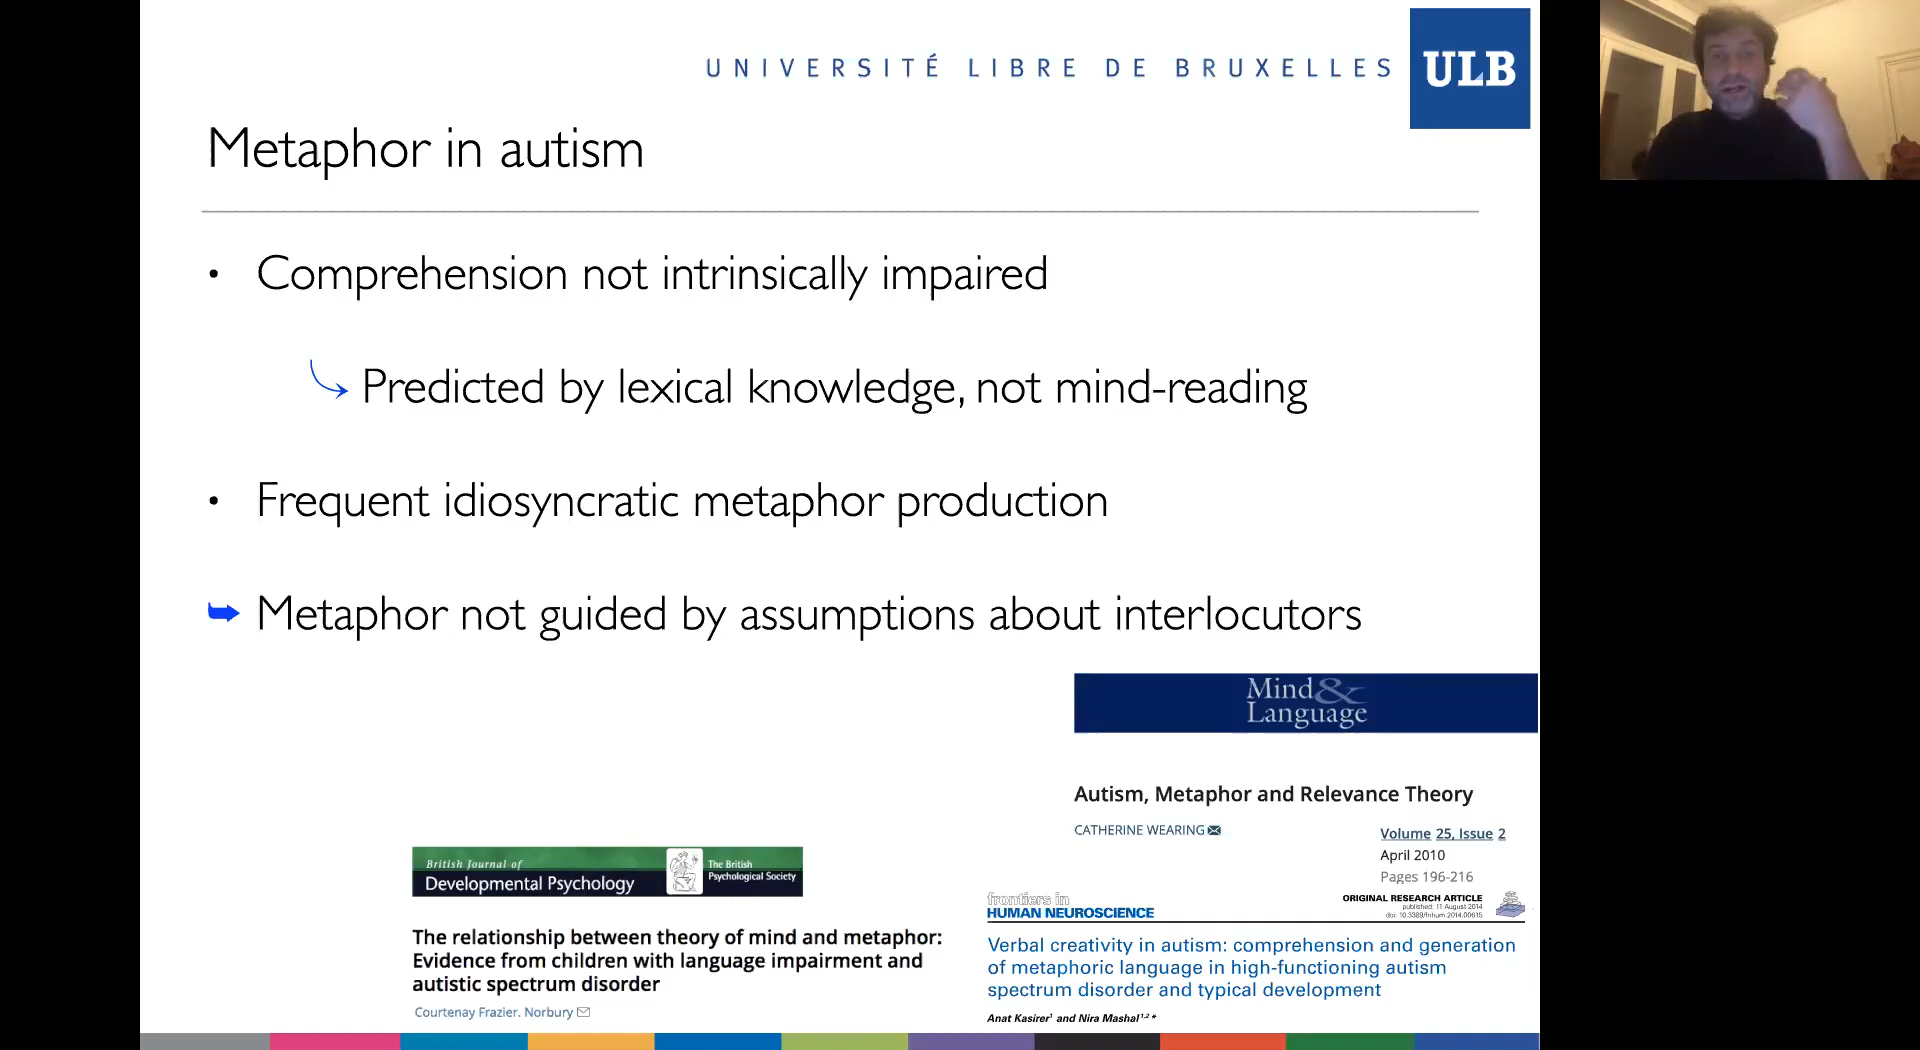 UNIVERSITÉ LIBRE DE BRUXELLES
ULB
Metaphor in autism
• Comprehension not intrinsically impaired
Predicted by lexical knowledge, not mind-reading
• Frequent idiosyncratic metaphor production
Metaphor not guided by assumptions about interlocutors
Mind &
Language
Autism, Metaphor and Relevance Theory
CATHERINE WEARING
Volume 25, Issue 2
April 2010
Pages 196-216
British Journal of
Developmental Psychology
The British
Psychological Society
The relationship between theory of mind and metaphor:
Evidence from children with language impairment and
autistic spectrum disorder
Courtenay Frazier. Norbury
frontiers in
HUMAN NEUROSCIENCE
ORIGINAL RESEARCH ARTICLE
published: 11 August 2014
doi: 10.3389/fnhum.2014.00615
Verbal creativity in autism: comprehension and generation
of metaphoric language in high-functioning autism
spectrum disorder and typical development
Anat Kasirer1 and Nira Mashal1,2*